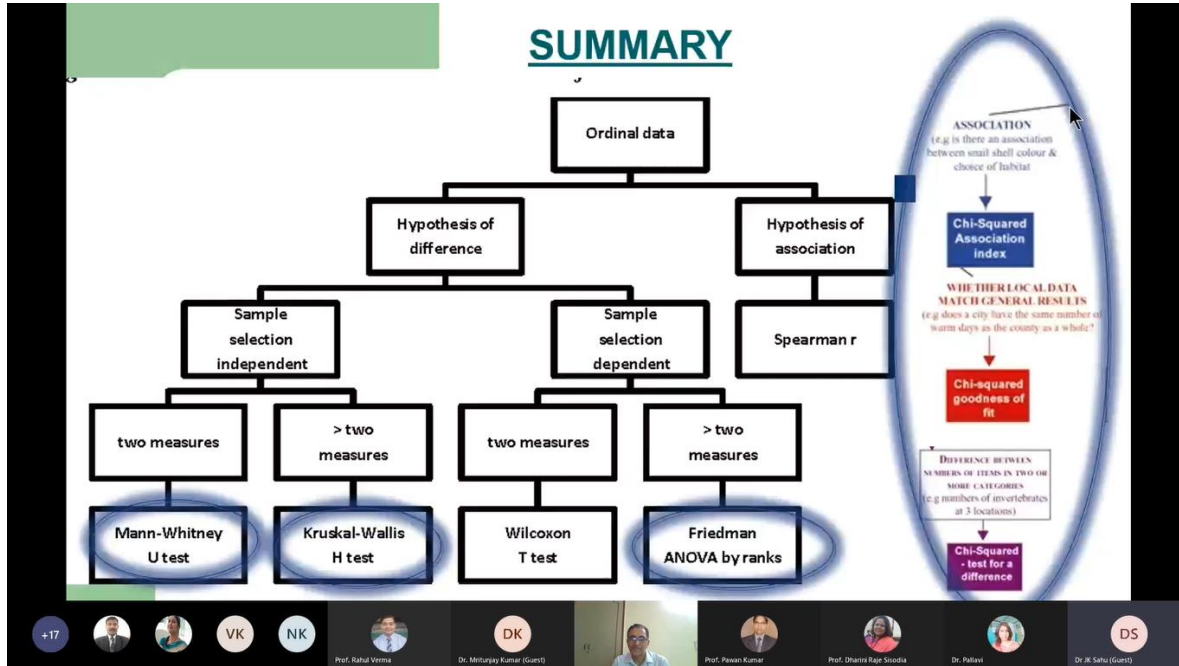 SUMMARY
Ordinal data
Hypothesis of
difference
Hypothesis of
association
Sample
selection
independent
Sample
selection
dependent
Spearman r
two measures
> two
measures
two measures
> two
measures
Mann-Whitney
U test
Kruskal-Wallis
H test
Wilcoxon
T test
Friedman
ANOVA by ranks
ASSOCIATION
(e.g is there an association
between snail shell colour &
choice of habitat
Chi-Squared
Association
index
WHETHER LOCAL DATA
MATCH GENERAL RESULTS
(e.g does a city have the same number of
warm days as the county as a whole?
Chi-squared
goodness of
fit
DIFFERENCE BETWEEN
NUMBERS OF ITEMS IN TWO OR
MORE CATEGORIES
(e.g numbers of invertebrates
at 3 locations)
Chi-Squared
- test for a
difference
+17
VK
NK
Prof. Rahul Verma
DK
Dr. Mritunjay Kumar (Guest)
Prof. Pawan Kumar
Prof. Dharini Raje Sisodia
Dr. Pallavi
DS
Dr JK Sahu (Guest)